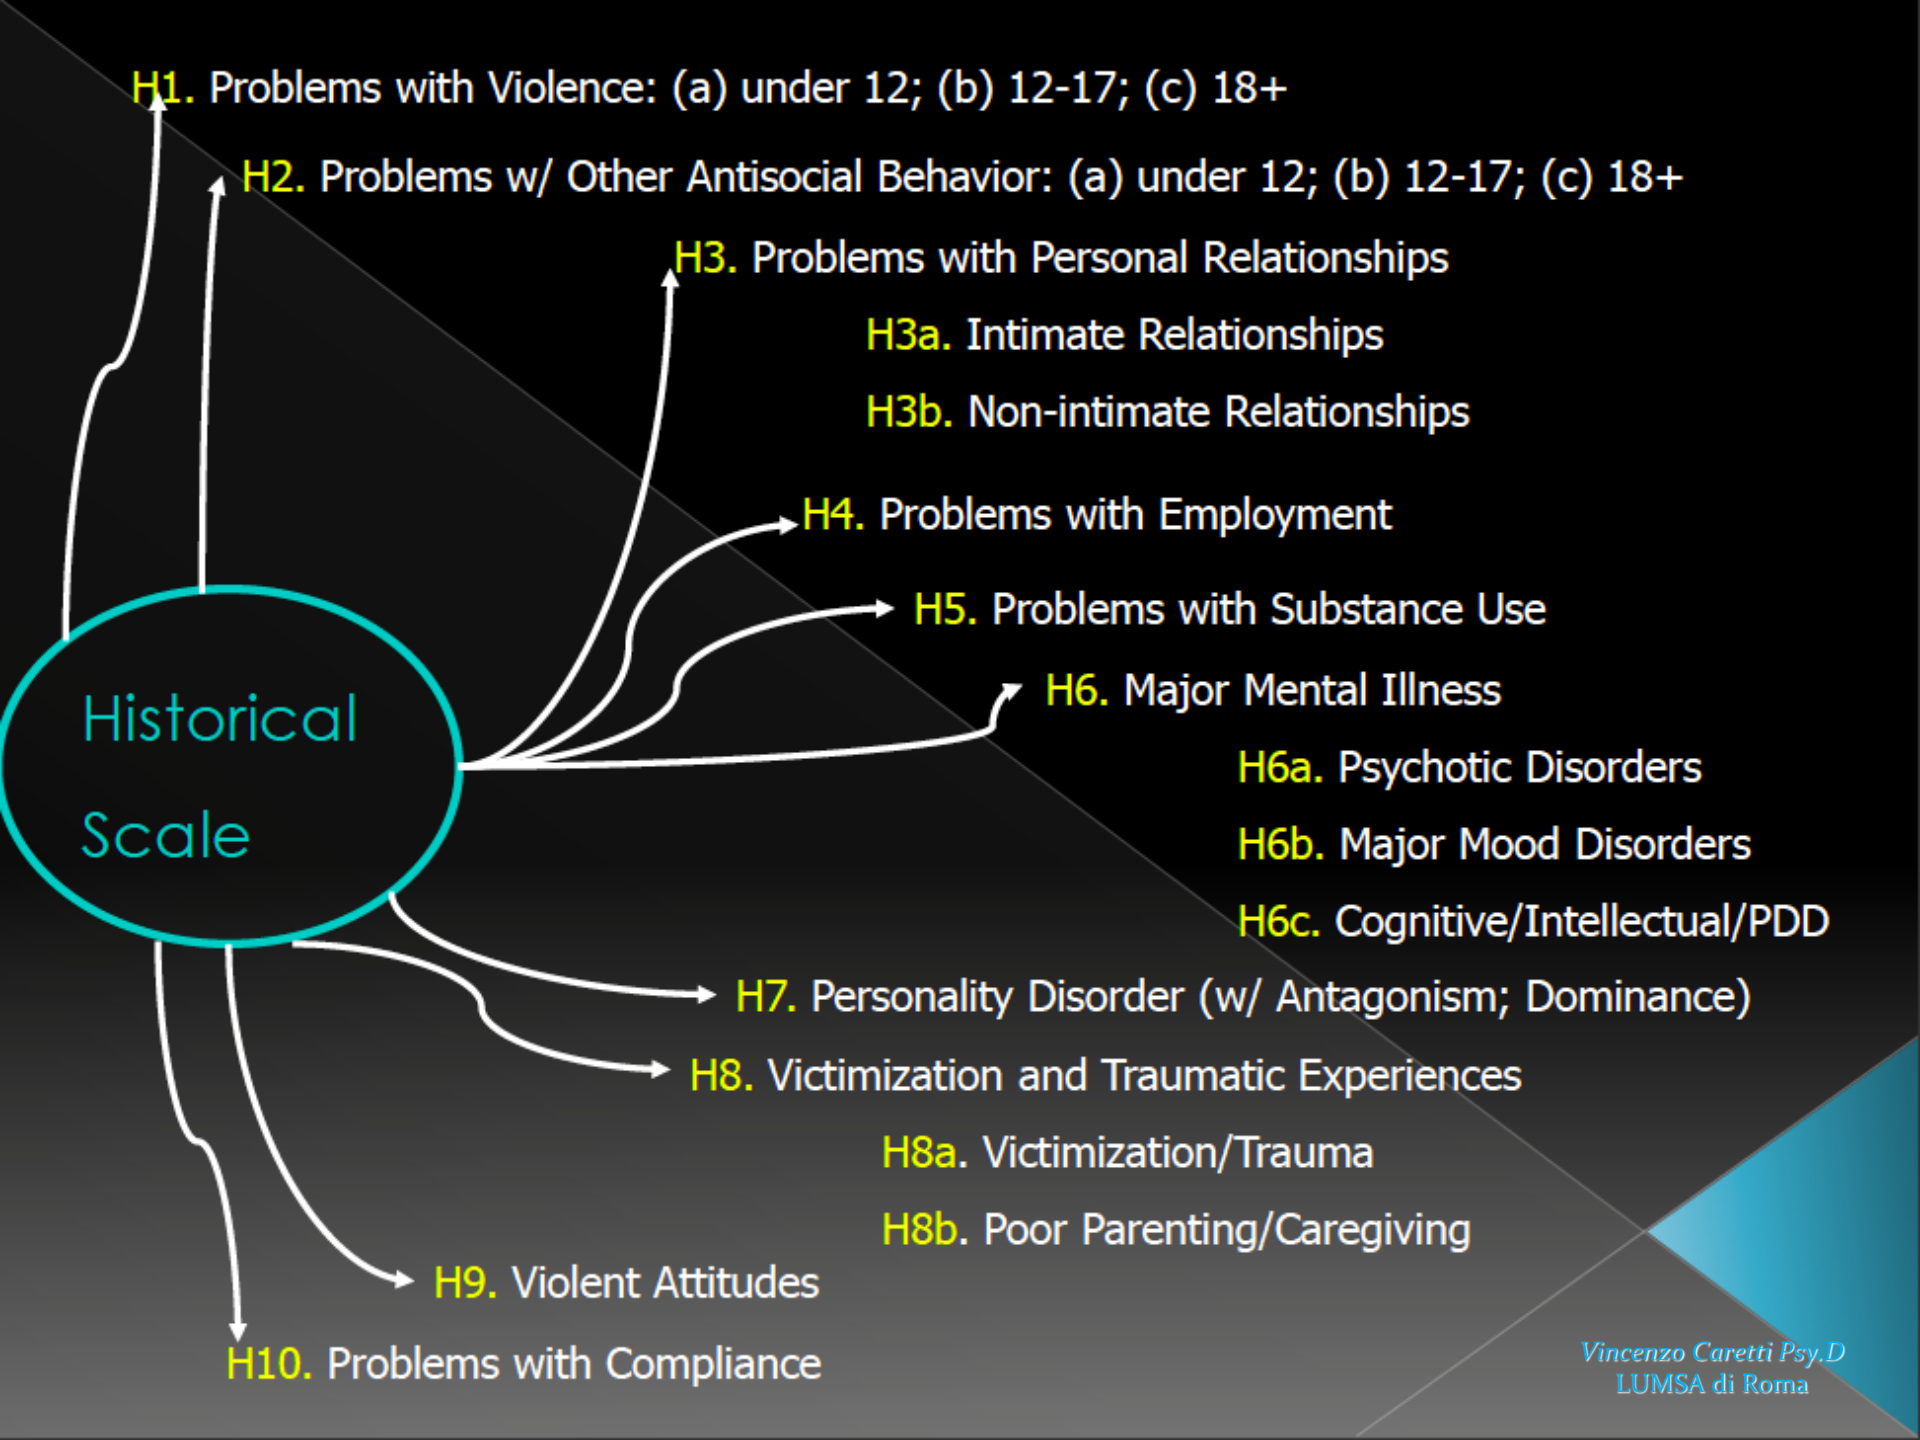 H1. Problems with Violence: (a) under 12; (b) 12-17; (c) 18+
H2. Problems w/ Other Antisocial Behavior: (a) under 12; (b) 12-17; (c) 18+
H3. Problems with Personal Relationships
H3a. Intimate Relationships
H3b. Non-intimate Relationships
H4. Problems with Employment
H5. Problems with Substance Use
H6. Major Mental Illness
Historical
Scale
H6a. Psychotic Disorders
H6b. Major Mood Disorders
H6c. Cognitive/Intellectual/PDD
H7. Personality Disorder (w/ Antagonism; Dominance)
H8. Victimization and Traumatic Experiences
H8a. Victimization/Trauma
H8b. Poor Parenting/Caregiving
H9. Violent Attitudes
H10. Problems with Compliance
Vincenzo Caretti Psy.D
LUMSA di Roma